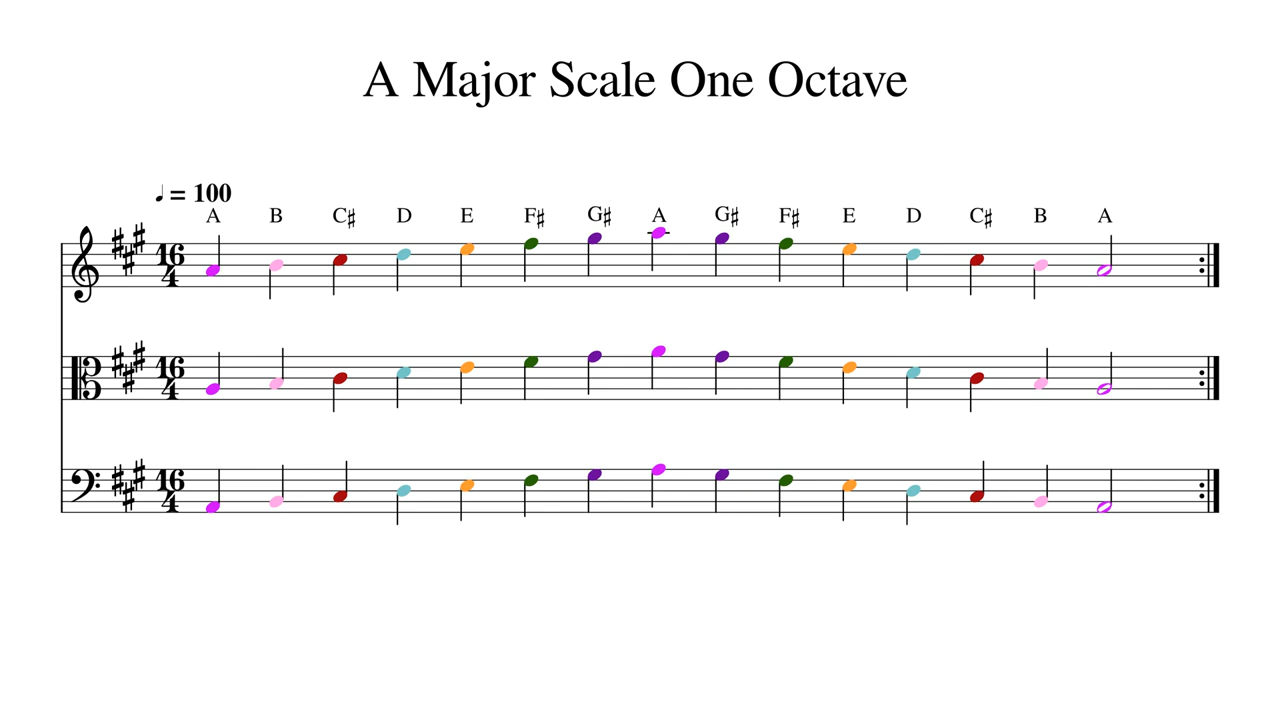 A Major Scale One Octave
♩ = 100
A B C♯ D E F♯ G♯ A G♯ F♯ E D C♯ B A
16
4
16
4
16
4